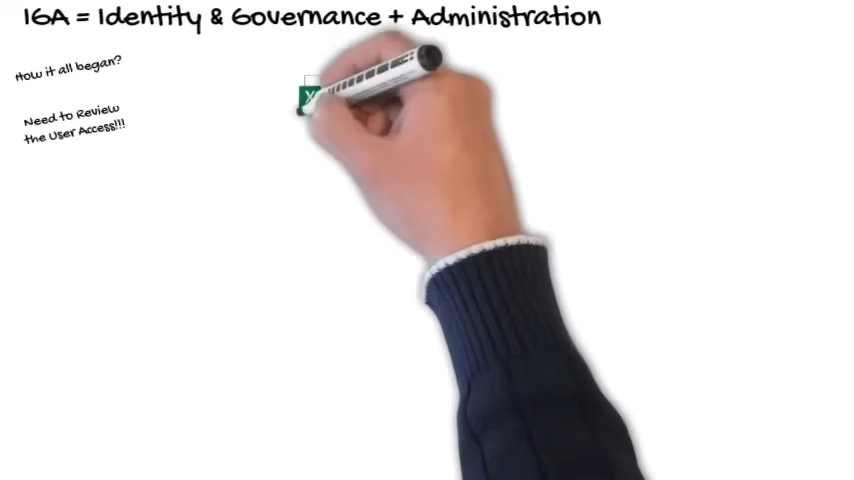 IGA = Identity & Governance + Administration
How it all began?
Need to Review
the User Access!!!
X